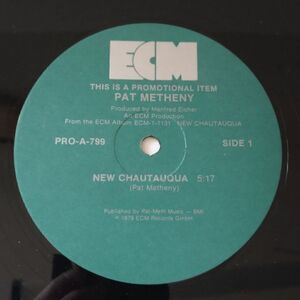 ECM
THIS IS A PROMOTIONAL ITEM
PAT METHENY
Produced by Manfred Eicher
An ECM Production
From the ECM Album ECM-1-1131 NEW CHAUTAUQUA
PRO-A-799 SIDE 1
NEW CHAUTAUQUA 5:17
(Pat Metheny)
Published by Pat-Meth Music - BMI
℗ 1979 ECM Records GmbH